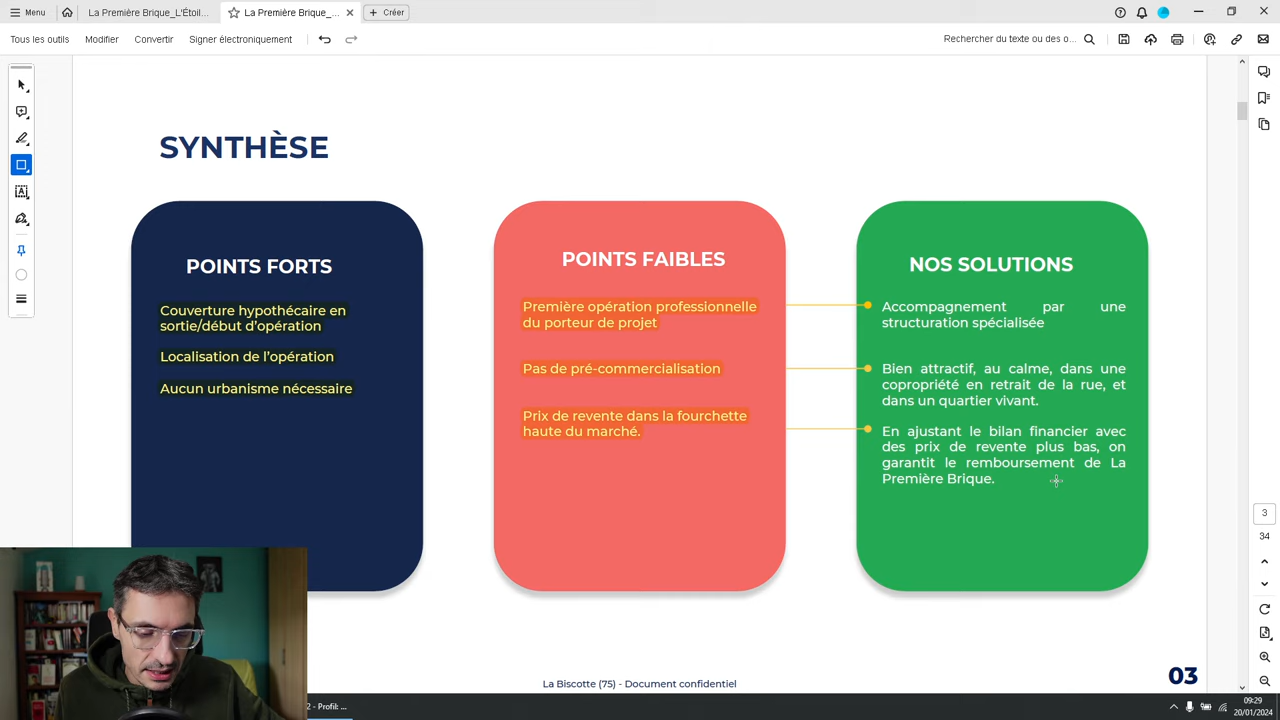 Menu
La Première Brique_L'Étoil...
La Première Brique_...
Créer
Tous les outils
Modifier
Convertir
Signer électroniquement
Rechercher du texte ou des o...
SYNTHÈSE
POINTS FORTS
Couverture hypothécaire en
sortie/début d'opération
Localisation de l'opération
Aucun urbanisme nécessaire
POINTS FAIBLES
Première opération professionnelle
du porteur de projet
Pas de pré-commercialisation
Prix de revente dans la fourchette
haute du marché.
NOS SOLUTIONS
Accompagnement par une
structuration spécialisée
Bien attractif, au calme, dans une
copropriété en retrait de la rue, et
dans un quartier vivant.
En ajustant le bilan financier avec
des prix de revente plus bas, on
garantit le remboursement de La
Première Brique.
3
34
La Biscotte (75) - Document confidentiel
03
2 - Profil: ...
09:29
20/01/2024